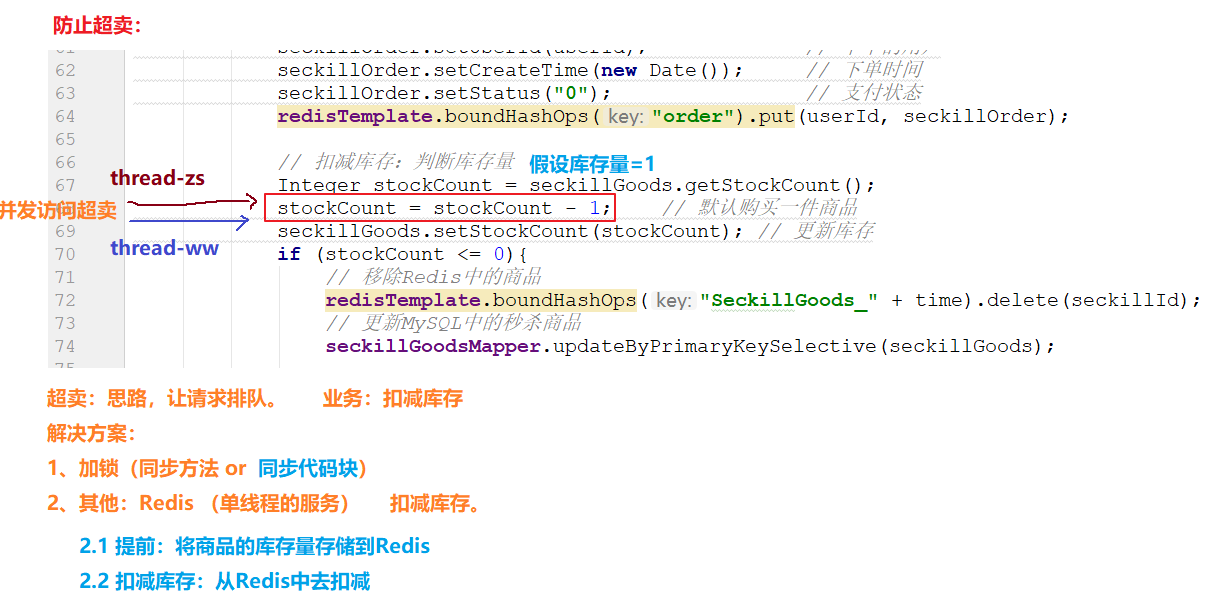 防止超卖：
62 seckillOrder.setCreateTime(new Date()); // 下单时间
63 seckillOrder.setStatus("0"); // 支付状态
64 redisTemplate.boundHashOps( key: "order").put(userId, seckillOrder);
65
66 // 扣减库存：判断库存量 假设库存量=1
thread-zs
67 Integer stockCount = seckillGoods.getStockCount();
并发访问超卖 stockCount = stockCount - 1; // 默认购买一件商品
69 seckillGoods.setStockCount(stockCount); // 更新库存
thread-ww
70 if (stockCount <= 0){
71 // 移除Redis中的商品
72 redisTemplate.boundHashOps( key: "SeckillGoods_" + time).delete(seckillId);
73 // 更新MySQL中的秒杀商品
74 seckillGoodsMapper.updateByPrimaryKeySelective(seckillGoods);
超卖：思路，让请求排队。 业务：扣减库存
解决方案：
1、加锁（同步方法 or 同步代码块）
2、其他：Redis （单线程的服务） 扣减库存。
2.1 提前：将商品的库存量存储到Redis
2.2 扣减库存：从Redis中去扣减